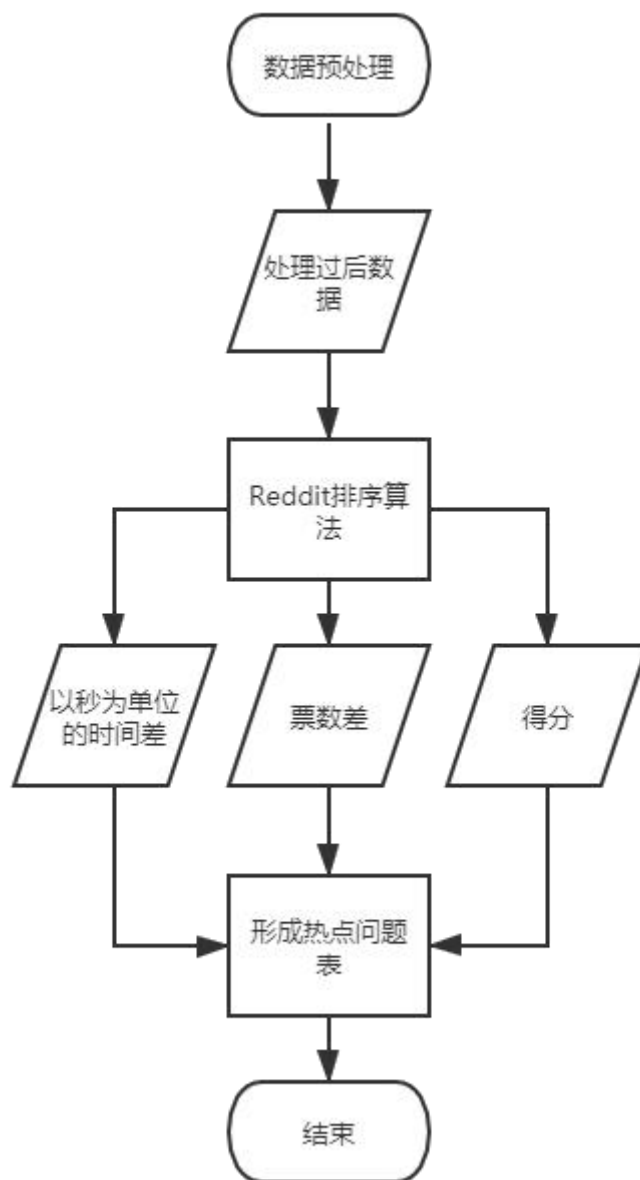 数据预处理
处理过后数
据
Reddit排序算
法
以秒为单位
的时间差
票数差
得分
形成热点问题
表
结束